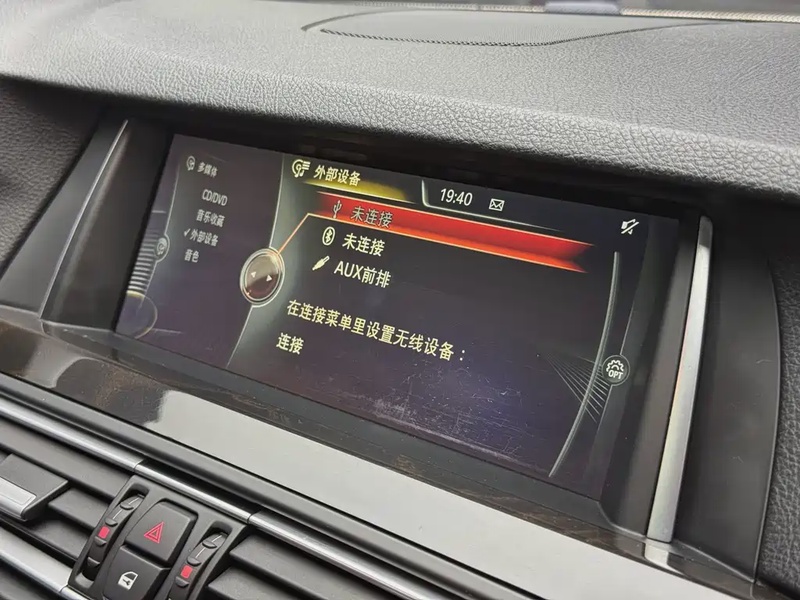 多媒体
CD/DVD
音乐收藏
✓外部设备
音色
外部设备
19:40
未连接
未连接
AUX前排
在连接菜单里设置无线设备：
连接
OPT